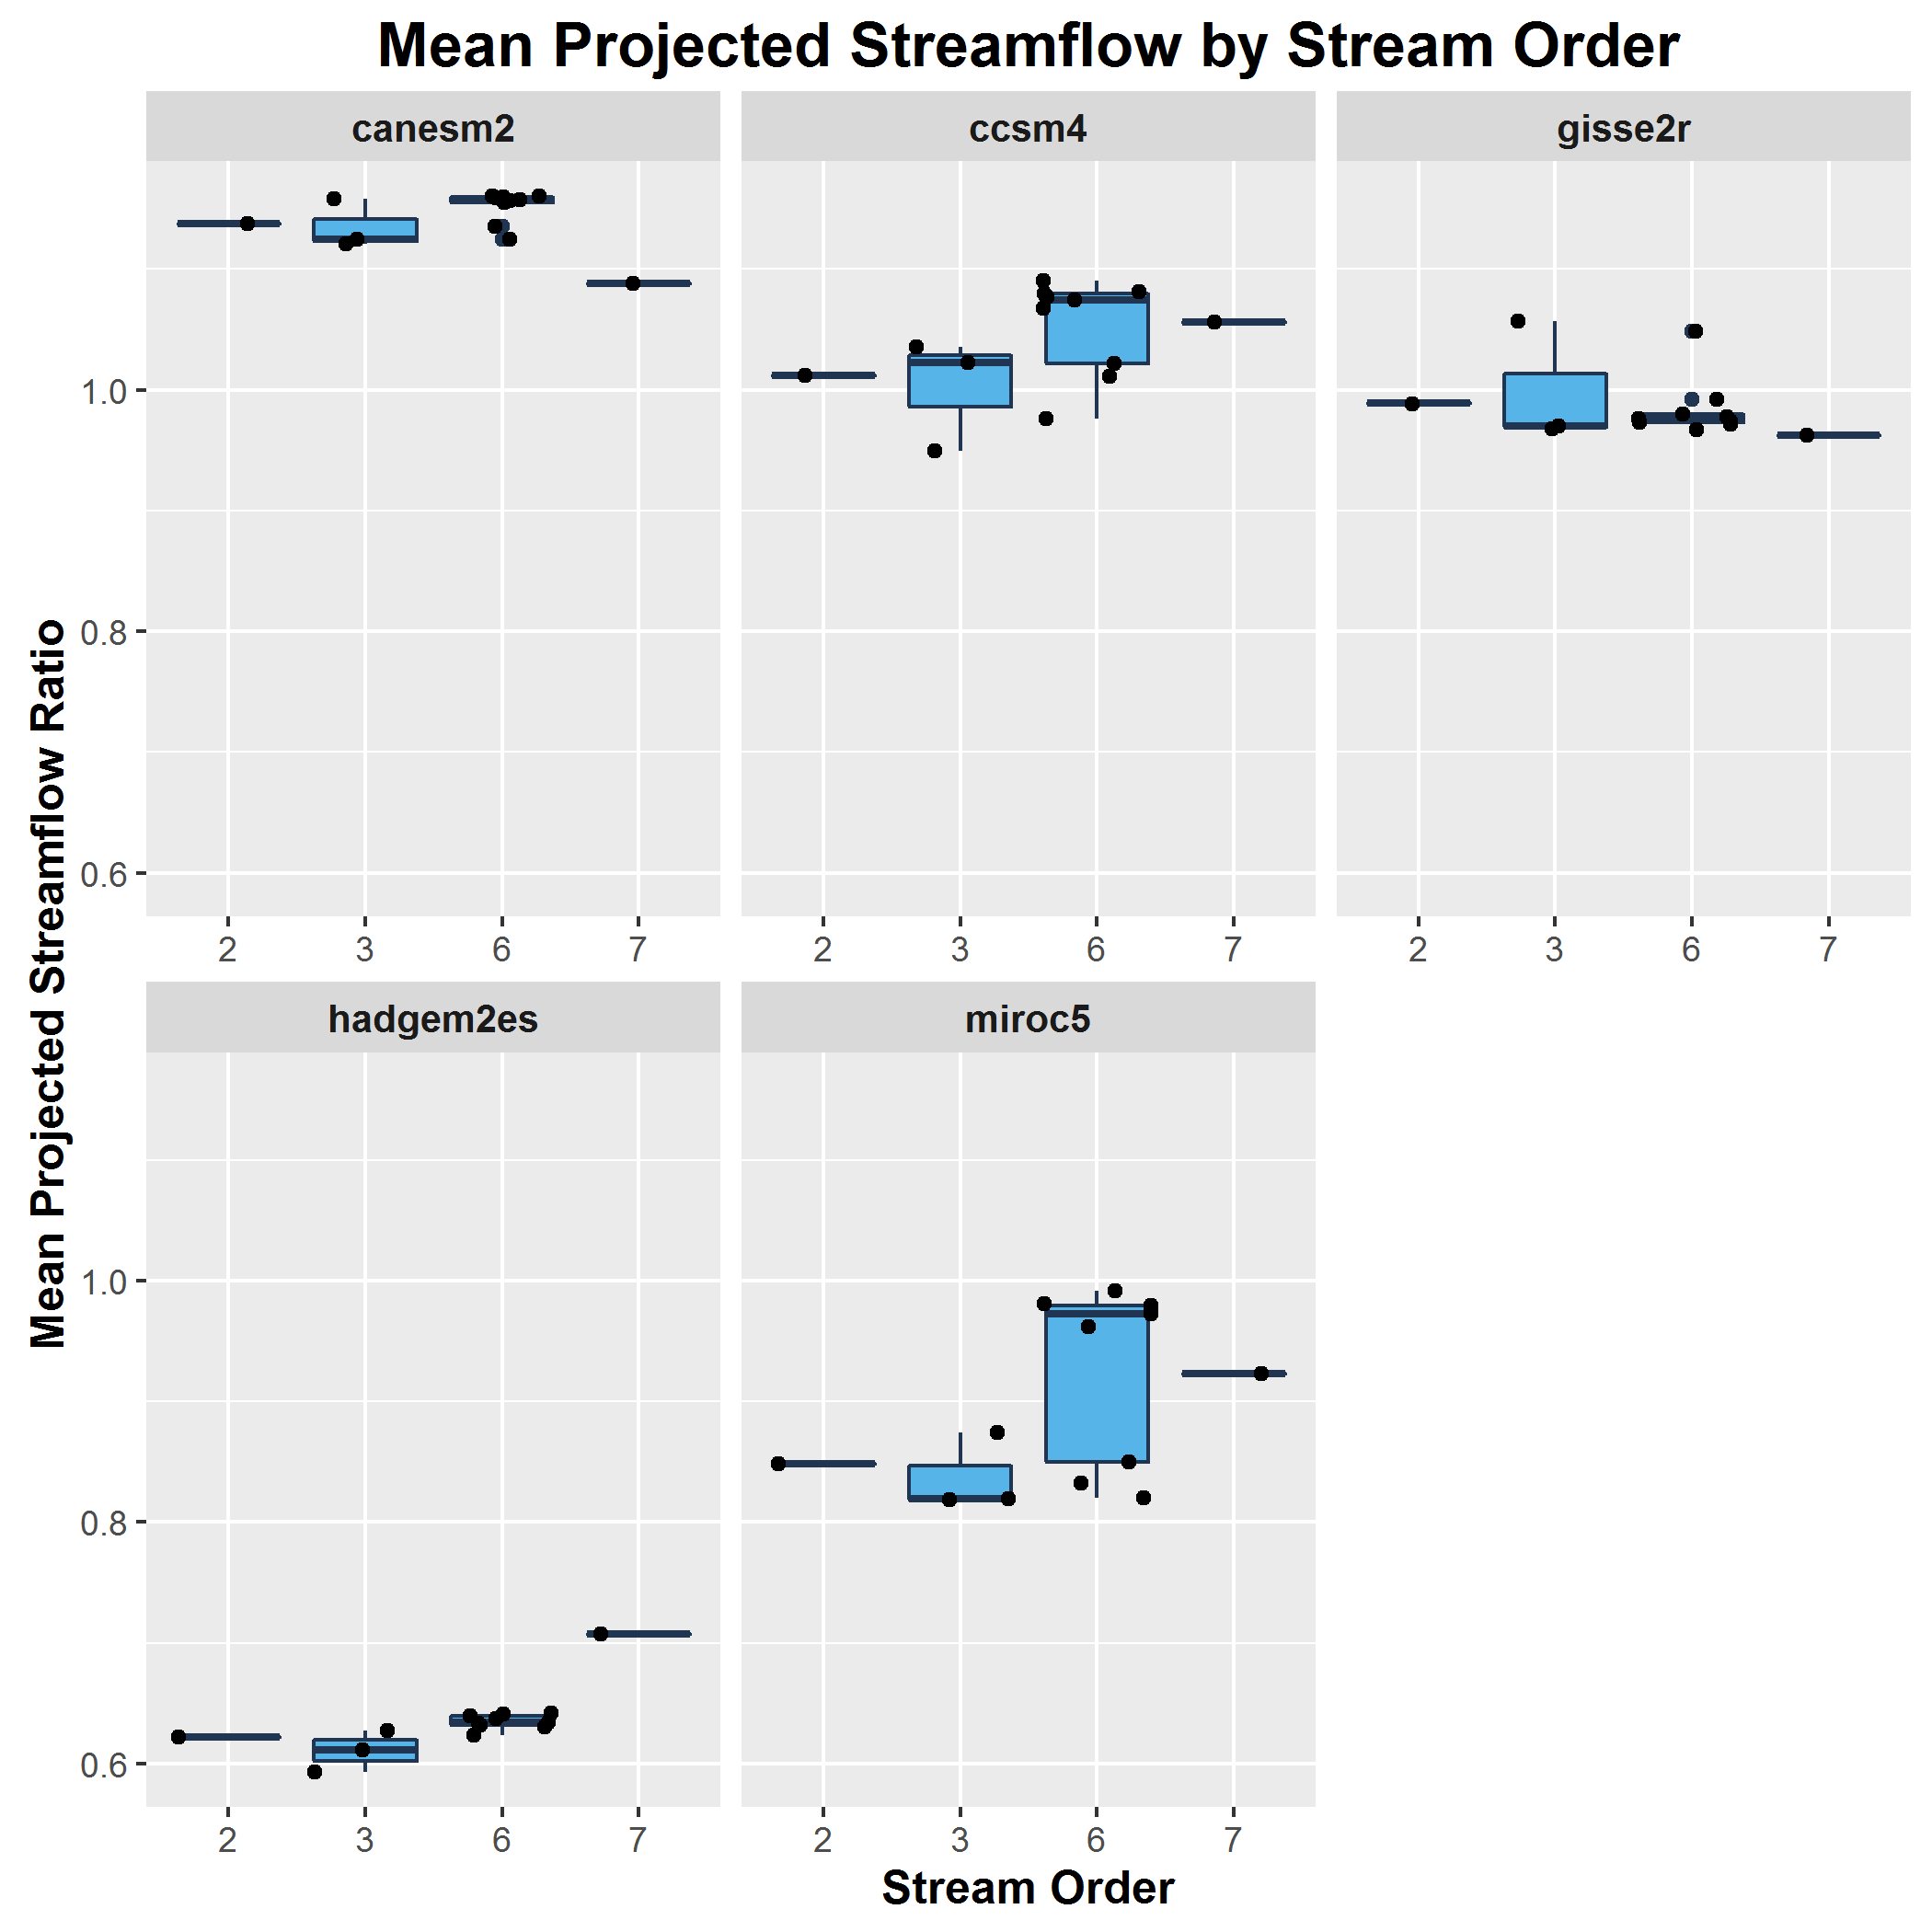 Mean Projected Streamflow by Stream Order
canesm2
ccsm4
gisse2r
Mean Projected Streamflow Ratio
1.0
0.8
0.6
2 3 6 7
2 3 6 7
2 3 6 7
hadgem2es
miroc5
1.0
0.8
0.6
2 3 6 7
2 3 6 7
Stream Order